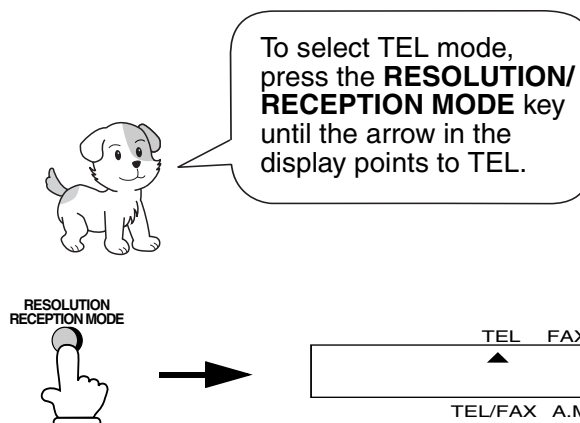 To select TEL mode,
press the RESOLUTION/
RECEPTION MODE key
until the arrow in the
display points to TEL.
RESOLUTION
RECEPTION MODE
TEL FAX
TEL/FAX A.M